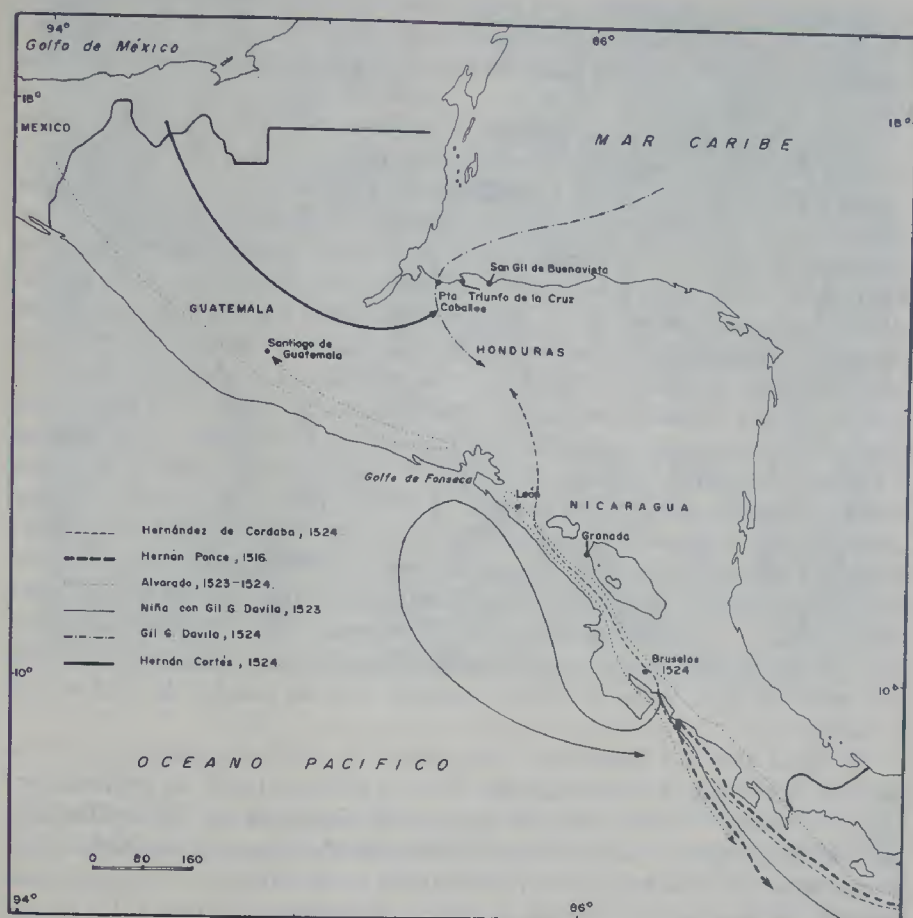 94°
86°
Golfo de México
18°
18°
MEXICO
MAR CARIBE
San Gil de Buenavista
Pto
Caballos
Triunfo de la Cruz
GUATEMALA
HONDURAS
Santiago de
Guatemala
Golfo de Fonseca
León
NICARAGUA
Granada
Hernández de Cordoba, 1524
Hernán Ponce, 1516.
Alvarado, 1523-1524.
Niña con Gil G. Davila, 1523
Gil G. Davila, 1524
Hernán Cortés, 1524
Bruselas
1524
10°
10°
OCEANO PACIFICO
0 80 160
94°
86°